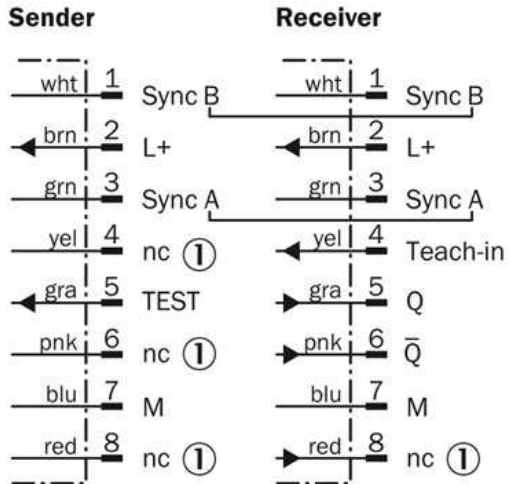 Sender Receiver
wht 1 Sync B wht 1 Sync B
brn 2 L+ brn 2 L+
grn 3 Sync A grn 3 Sync A
yel 4 nc ① yel 4 Teach-in
gra 5 TEST gra 5 Q
pnk 6 nc ① pnk 6 Q̅
blu 7 M blu 7 M
red 8 nc ① red 8 nc ①